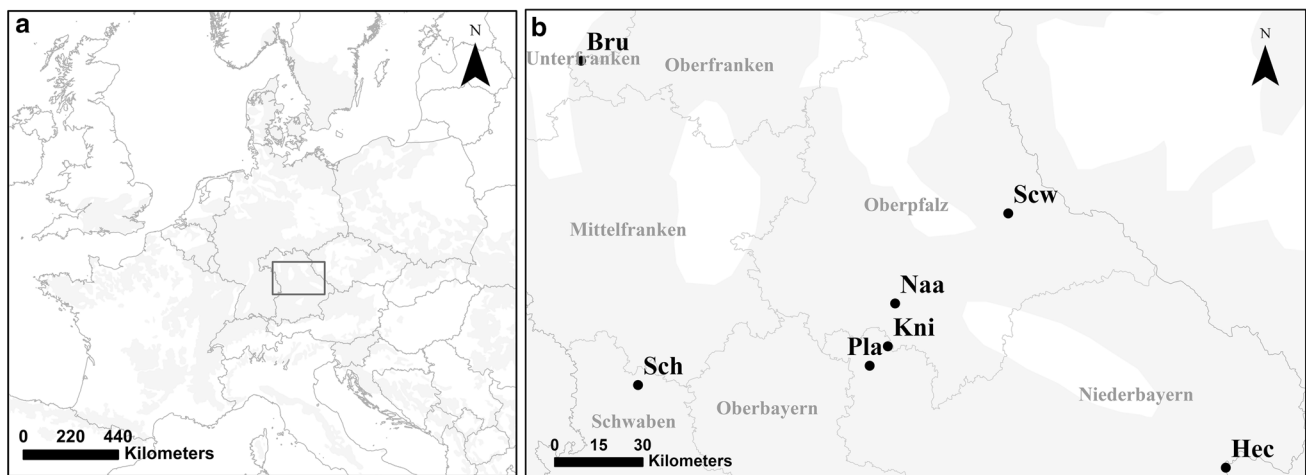 a
N
0 220 440
Kilometers
b
N
Bru
Unterfranken
Oberfranken
Scw
Oberpfalz
Mittelfranken
Naa
Kni
Pla
Sch
Niederbayern
Oberbayern
Schwaben
0 15 30
Kilometers
Hec